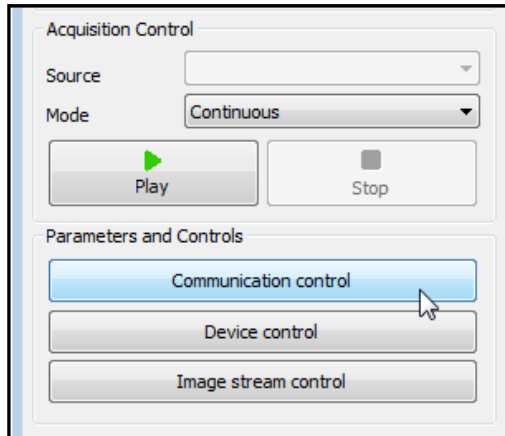 Acquisition Control
Source
Mode Continuous
Play Stop
Parameters and Controls
Communication control
Device control
Image stream control